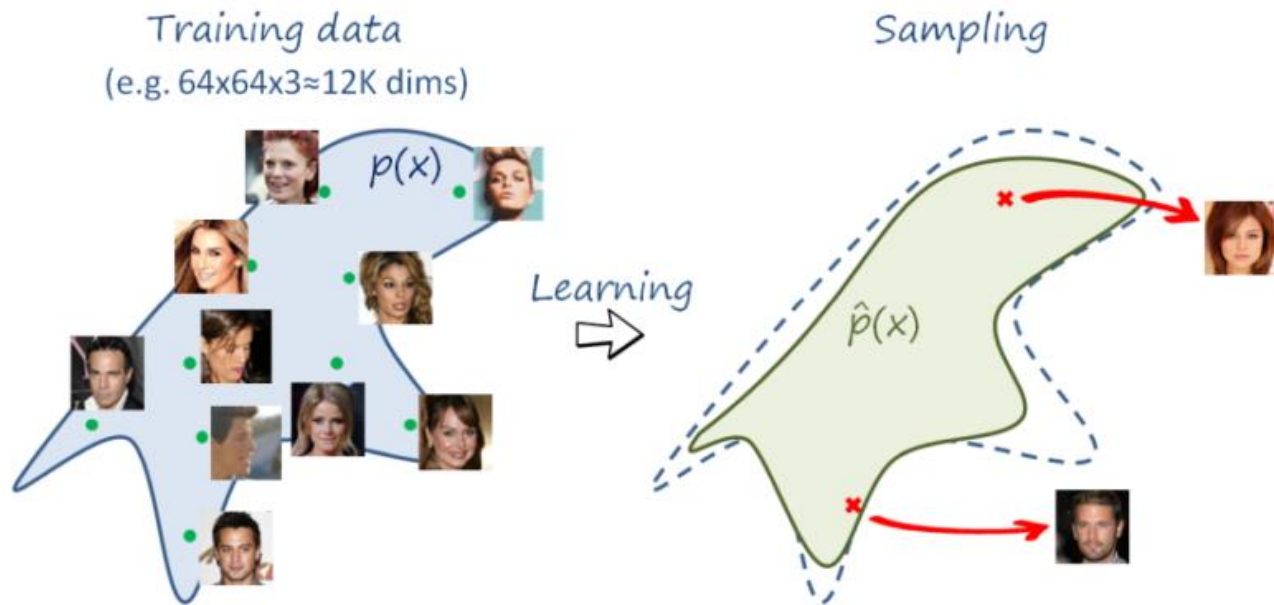 Training data
(e.g. 64x64x3≈12K dims)
p(x)
Learning
Sampling
p̂(x)